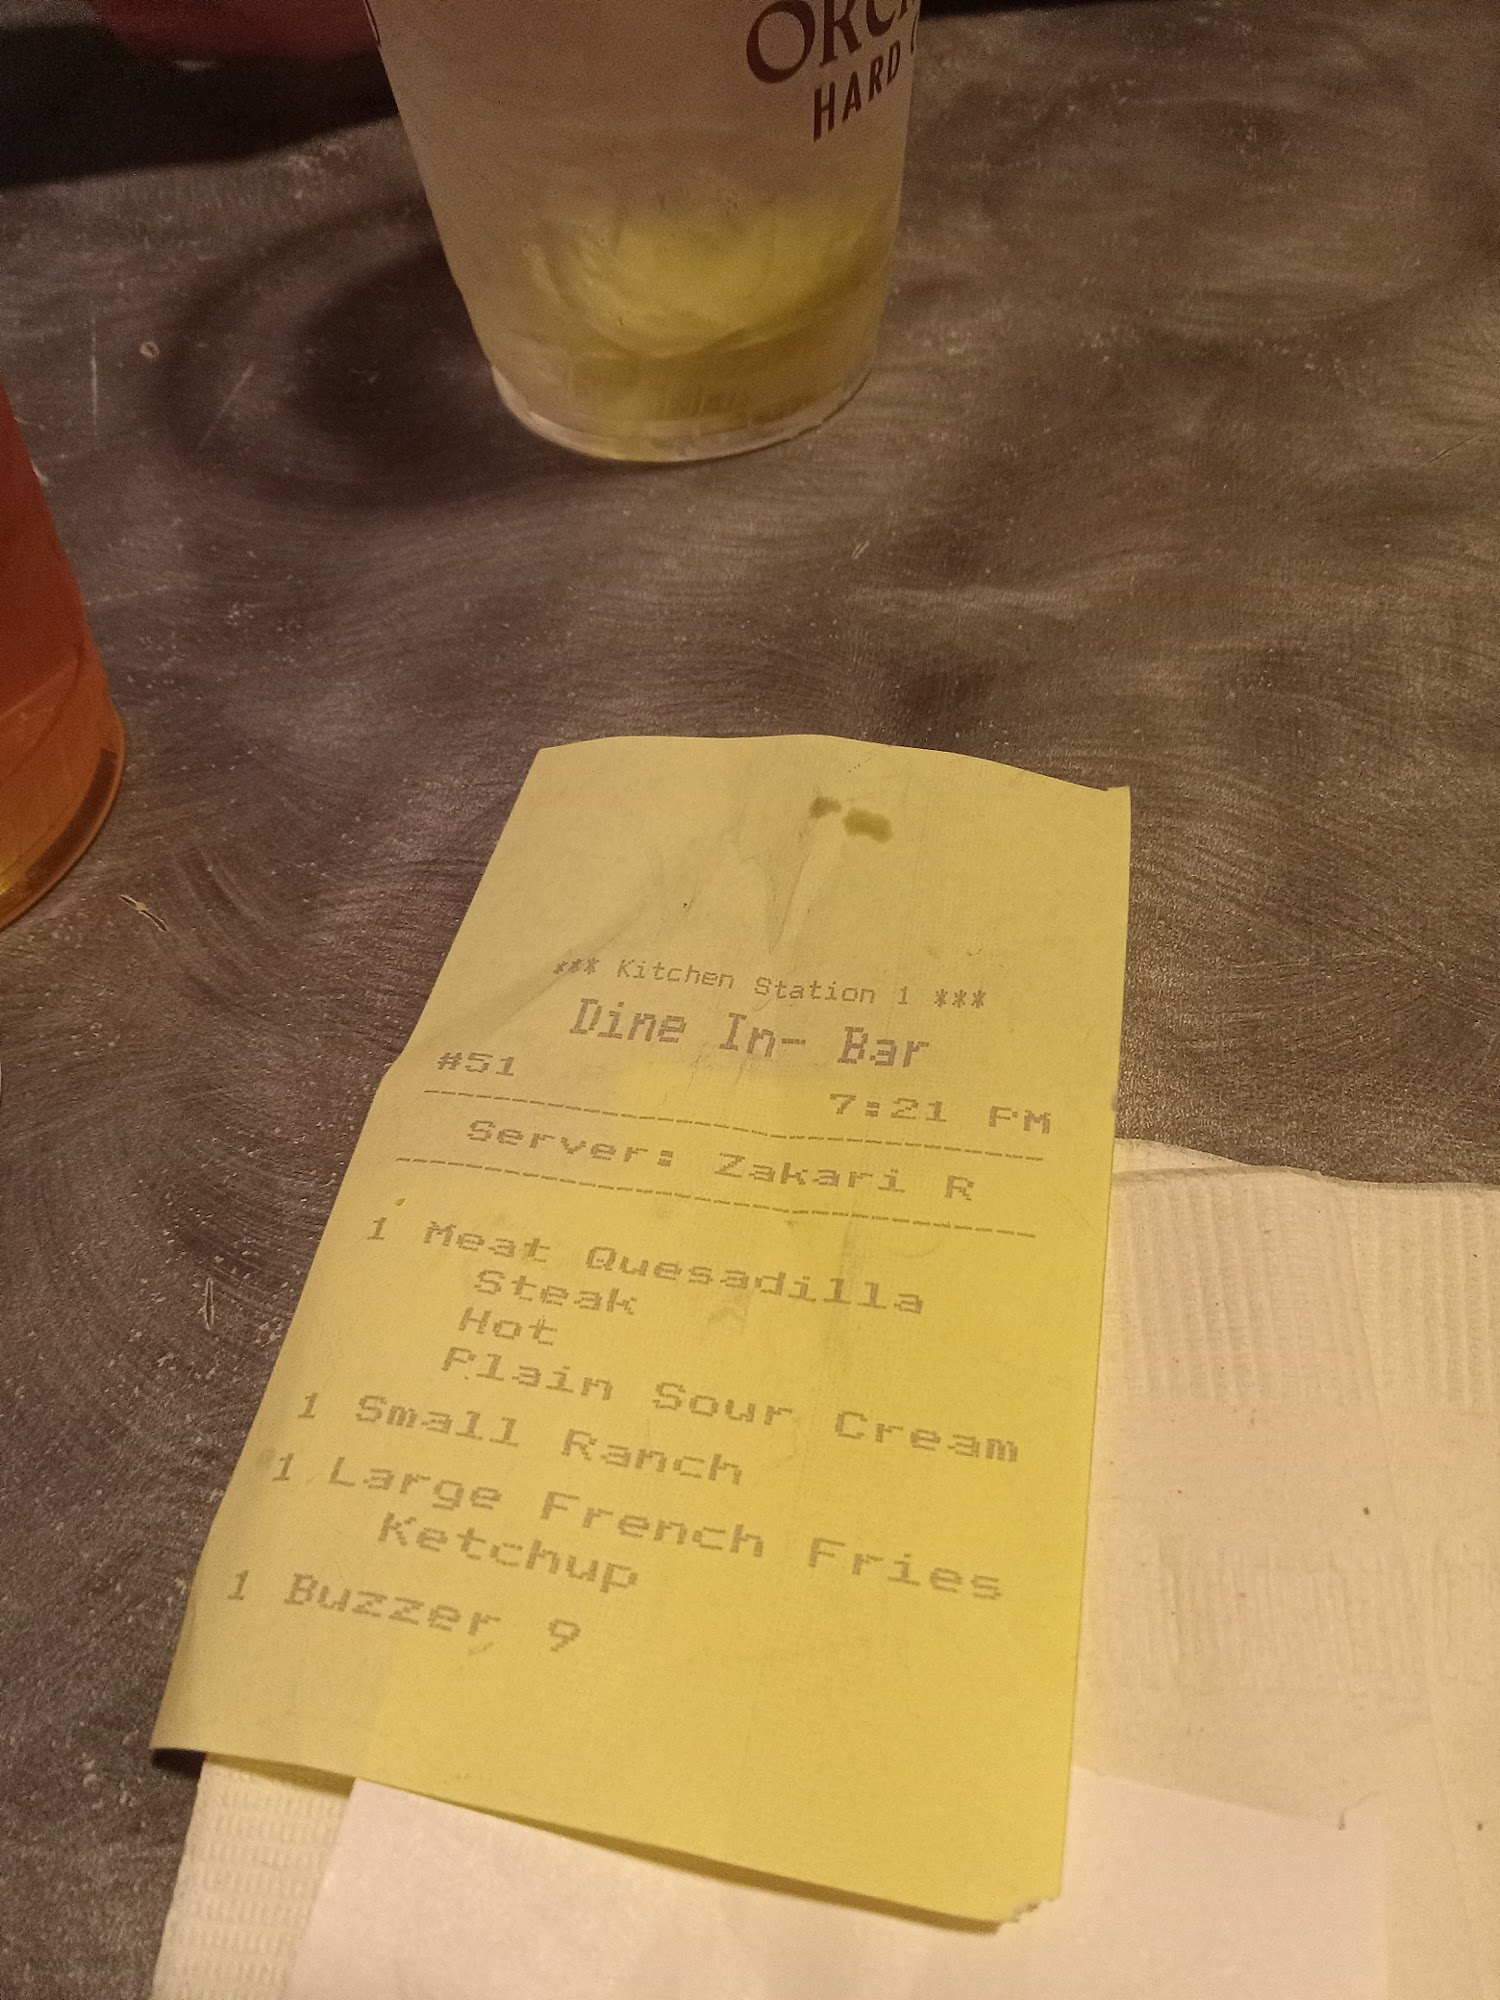 HARD
*** Kitchen Station 1 ***
Dine In- Bar
#51
7:21 PM
Server: Zakari R
1 Meat Quesadilla
Steak
Hot
Plain Sour Cream
1 Small Ranch
1 Large French Fries
Ketchup
1 Buzzer 9